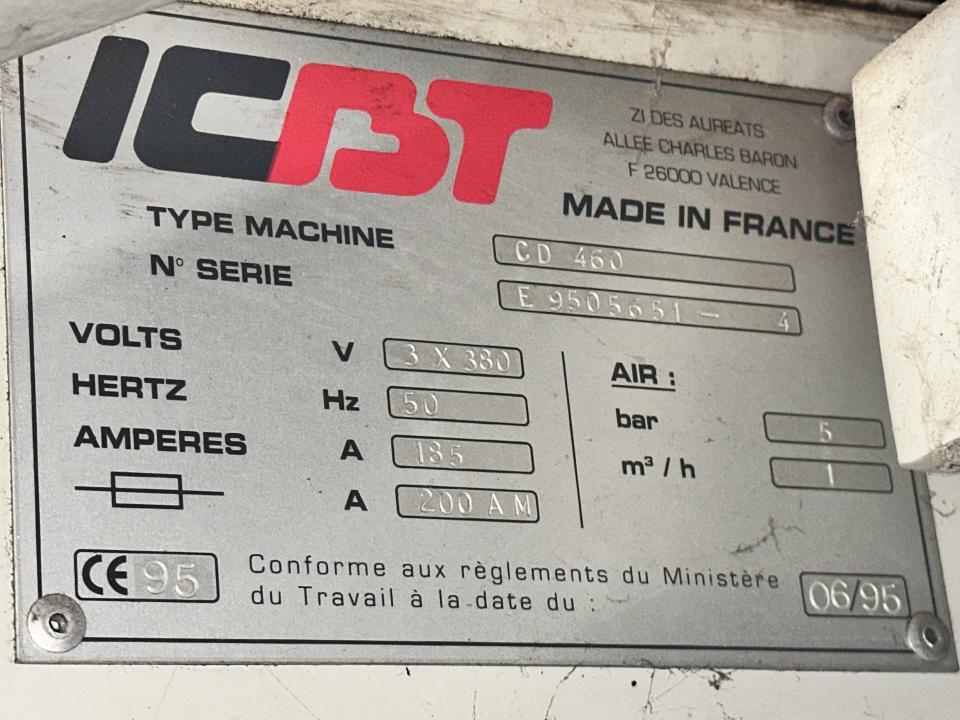 ICBT
ZI DES AUREATS
ALLEE CHARLES BARON
F 26000 VALENCE
MADE IN FRANCE
TYPE MACHINE CD 460
N° SERIE E 9505651 - 4
VOLTS V 3 X 380
HERTZ Hz 50
AMPERES A 185
A 200 A M
AIR :
bar 5
m³ / h 1
CE 95
Conforme aux règlements du Ministère
du Travail à la date du : 06/95